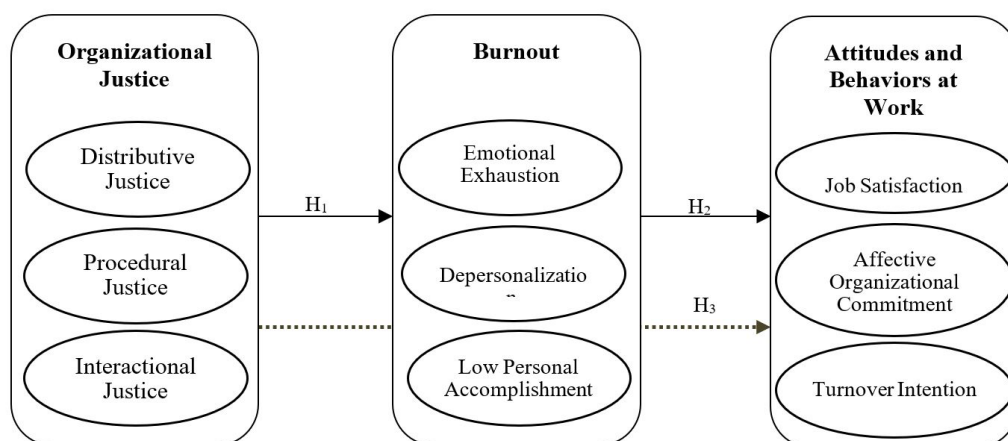 Organizational
Justice
Distributive
Justice
Procedural
Justice
Interactional
Justice
H₁
Burnout
Emotional
Exhaustion
Depersonalizatio
Low Personal
Accomplishment
H₂
H₃
Attitudes and
Behaviors at
Work
Job Satisfaction
Affective
Organizational
Commitment
Turnover Intention